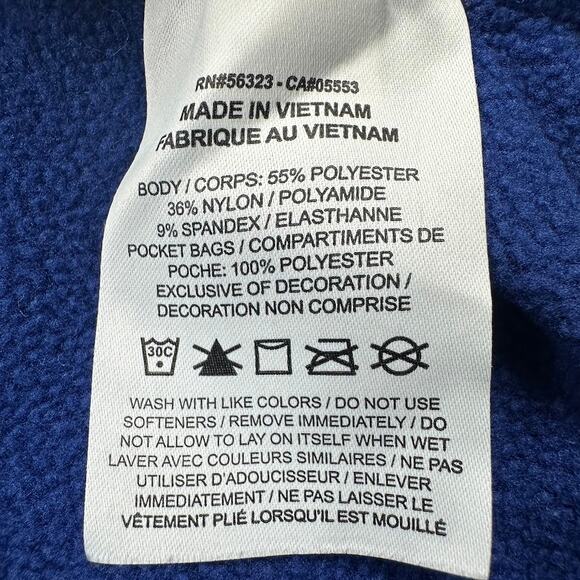 RN#56323 - CA#05553
MADE IN VIETNAM
FABRIQUE AU VIETNAM
BODY / CORPS: 55% POLYESTER
36% NYLON / POLYAMIDE
9% SPANDEX / ELASTHANNE
POCKET BAGS / COMPARTIMENTS DE
POCHE: 100% POLYESTER
EXCLUSIVE OF DECORATION /
DECORATION NON COMPRISE
30C
WASH WITH LIKE COLORS / DO NOT USE
SOFTENERS / REMOVE IMMEDIATELY / DO
NOT ALLOW TO LAY ON ITSELF WHEN WET
LAVER AVEC COULEURS SIMILAIRES / NE PAS
UTILISER D'ADOUCISSEUR / ENLEVER
IMMEDIATEMENT / NE PAS LAISSER LE
VÊTEMENT PLIÉ LORSQU'IL EST MOUILLÉ